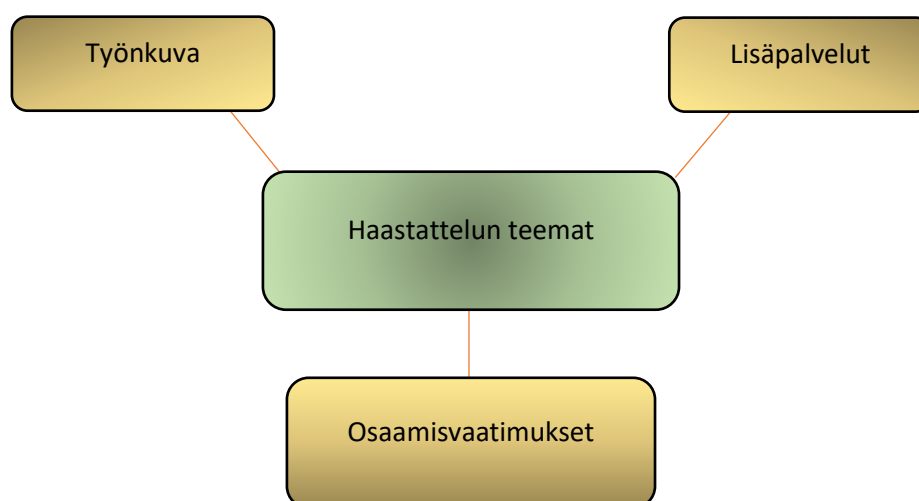 Työnkuva
Lisäpalvelut
Haastattelun teemat
Osaamisvaatimukset